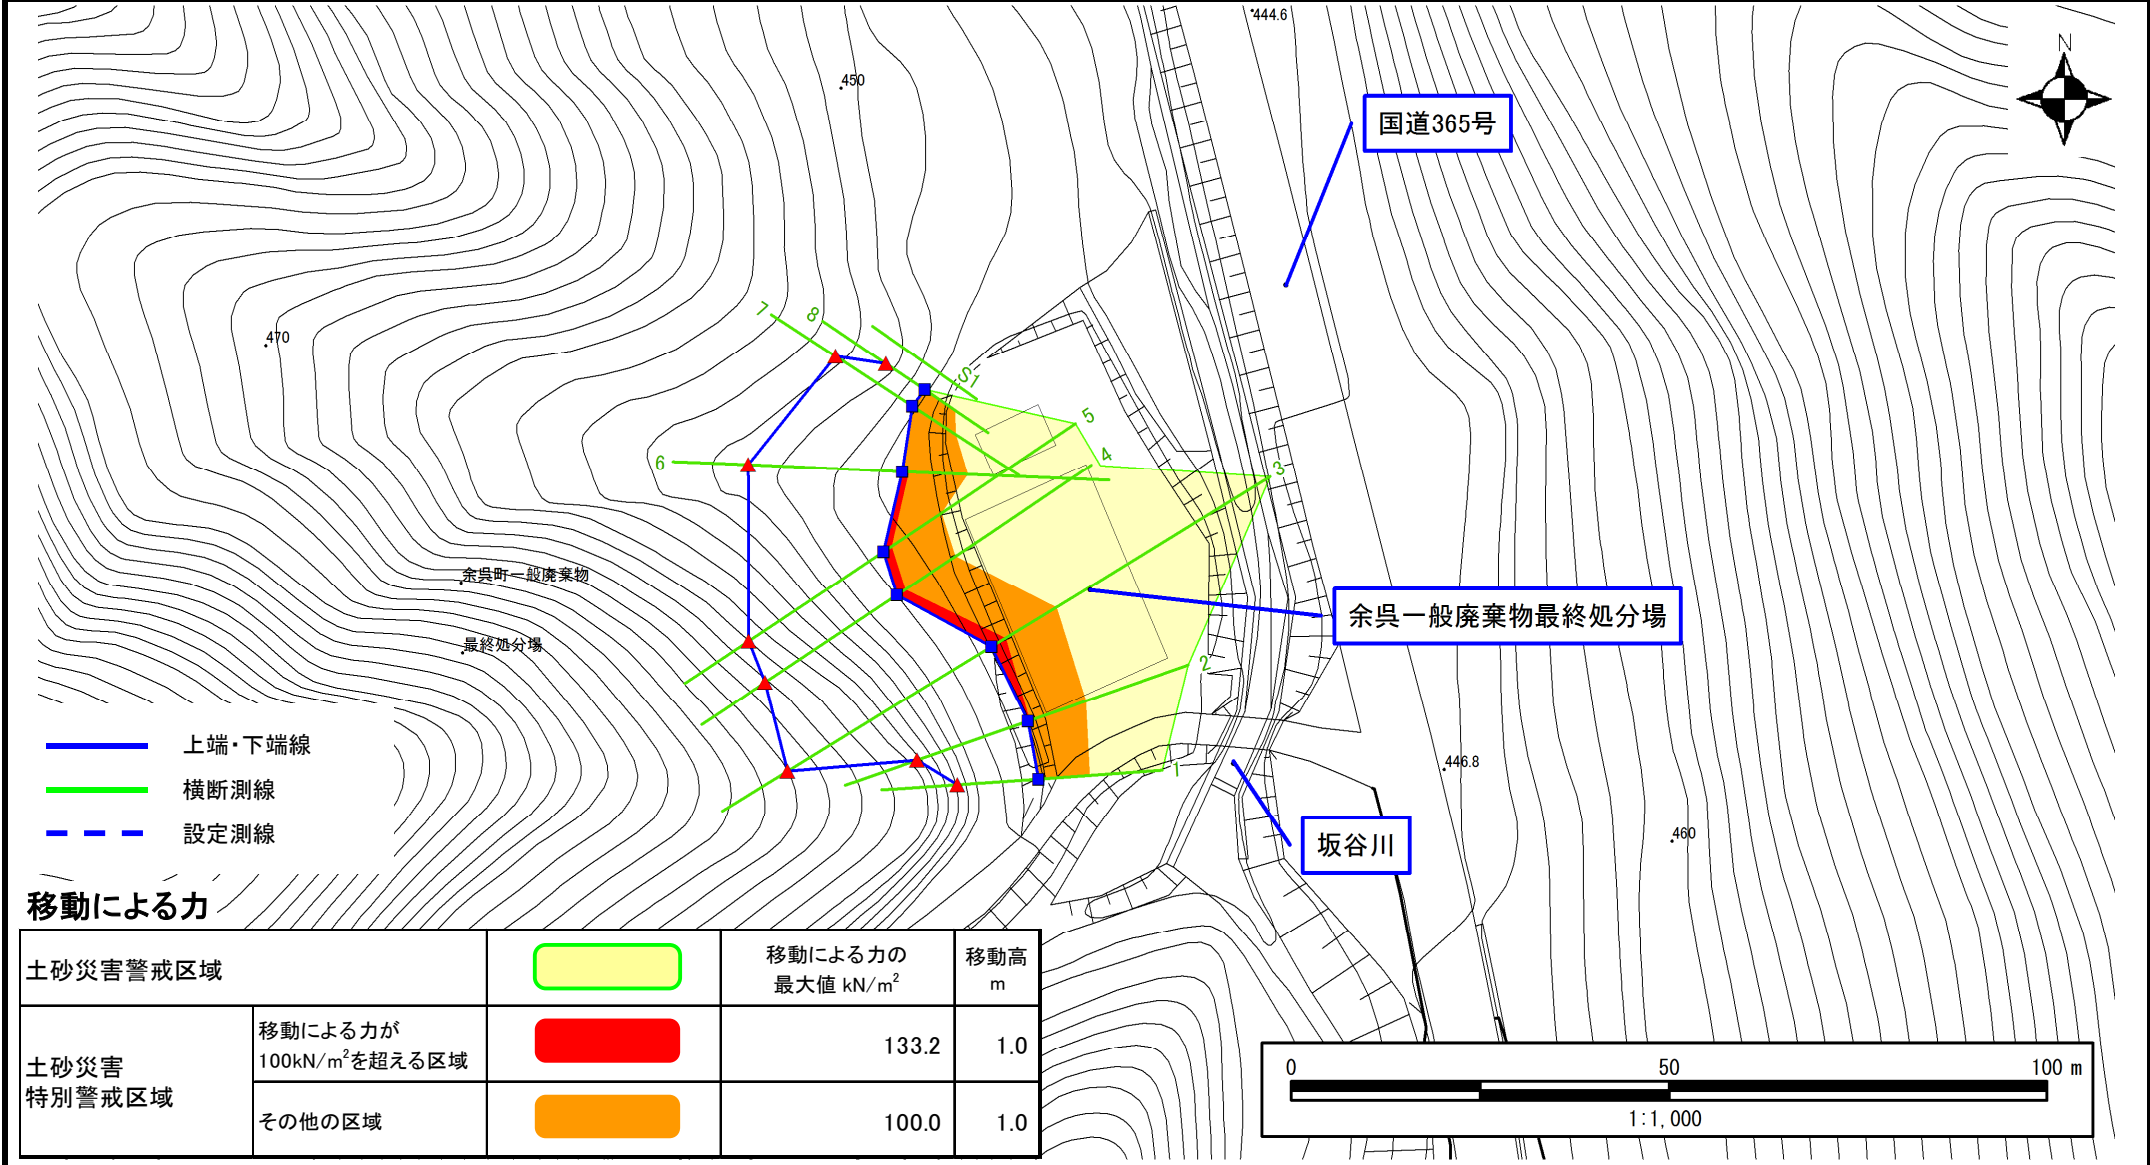 444.6
N
450
国道365号
470
7
8
S1
5
4
6
3
余呉町一般廃棄物
余呉一般廃棄物最終処分場
最終処分場
2
1
上端・下端線
446.8
横断測線
設定測線
460
坂谷川
移動による力
土砂災害警戒区域
移動による力の
最大値 kN/m²
移動高
m
土砂災害
特別警戒区域
移動による力が
100kN/m²を超える区域
133.2
1.0
その他の区域
100.0
1.0
0 50 100 m
1:1,000